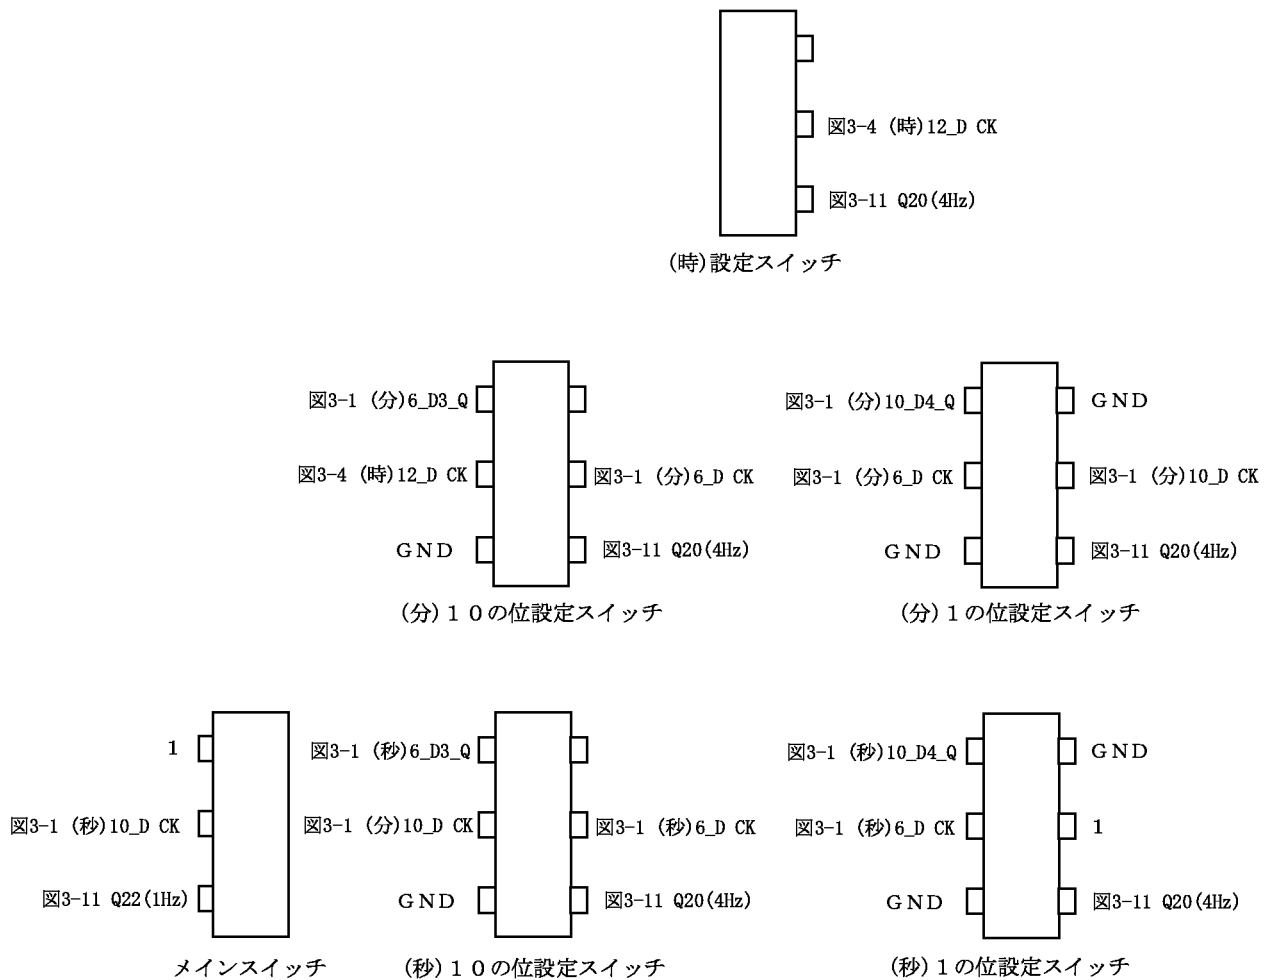 図3-4 (時)12_D CK
図3-11 Q20(4Hz)
(時)設定スイッチ
図3-1 (分)6_D3_Q
図3-4 (時)12_D CK
図3-1 (分)6_D CK
GND
図3-11 Q20(4Hz)
(分)10の位設定スイッチ
図3-1 (分)10_D4_Q
GND
図3-1 (分)6_D CK
図3-1 (分)10_D CK
GND
図3-11 Q20(4Hz)
(分)1の位設定スイッチ
1
図3-1 (秒)10_D CK
図3-11 Q22(1Hz)
メインスイッチ
図3-1 (秒)6_D3_Q
図3-1 (分)10_D CK
図3-1 (秒)6_D CK
GND
図3-11 Q20(4Hz)
(秒)10の位設定スイッチ
図3-1 (秒)10_D4_Q
GND
図3-1 (秒)6_D CK
1
GND
図3-11 Q20(4Hz)
(秒)1の位設定スイッチ